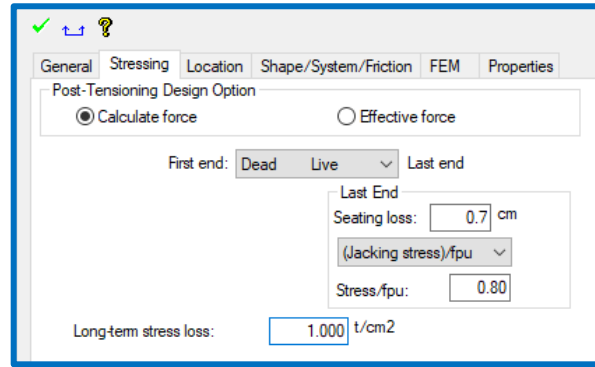 ?
General Stressing Location Shape/System/Friction FEM Properties
Post-Tensioning Design Option
Calculate force Effective force
First end: Dead Live Last end
Last End
Seating loss: 0.7 cm
(Jacking stress)/fpu
Stress/fpu: 0.80
Long-term stress loss: 1.000 t/cm2